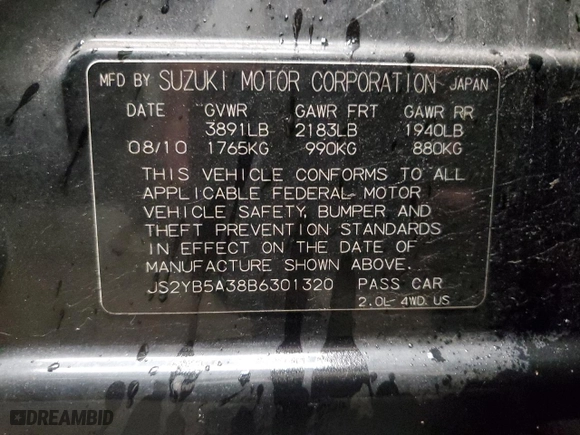 MFD BY SUZUKI MOTOR CORPORATION JAPAN
DATE GVWR GAWR FRT GAWR RR
3891LB 2183LB 1940LB
08/10 1765KG 990KG 880KG
THIS VEHICLE CONFORMS TO ALL
APPLICABLE FEDERAL MOTOR
VEHICLE SAFETY, BUMPER AND
THEFT PREVENTION STANDARDS
IN EFFECT ON THE DATE OF
MANUFACTURE SHOWN ABOVE.
JS2YB5A38B6301320 PASS CAR
2.0L- 4WD. US
DREAMBID